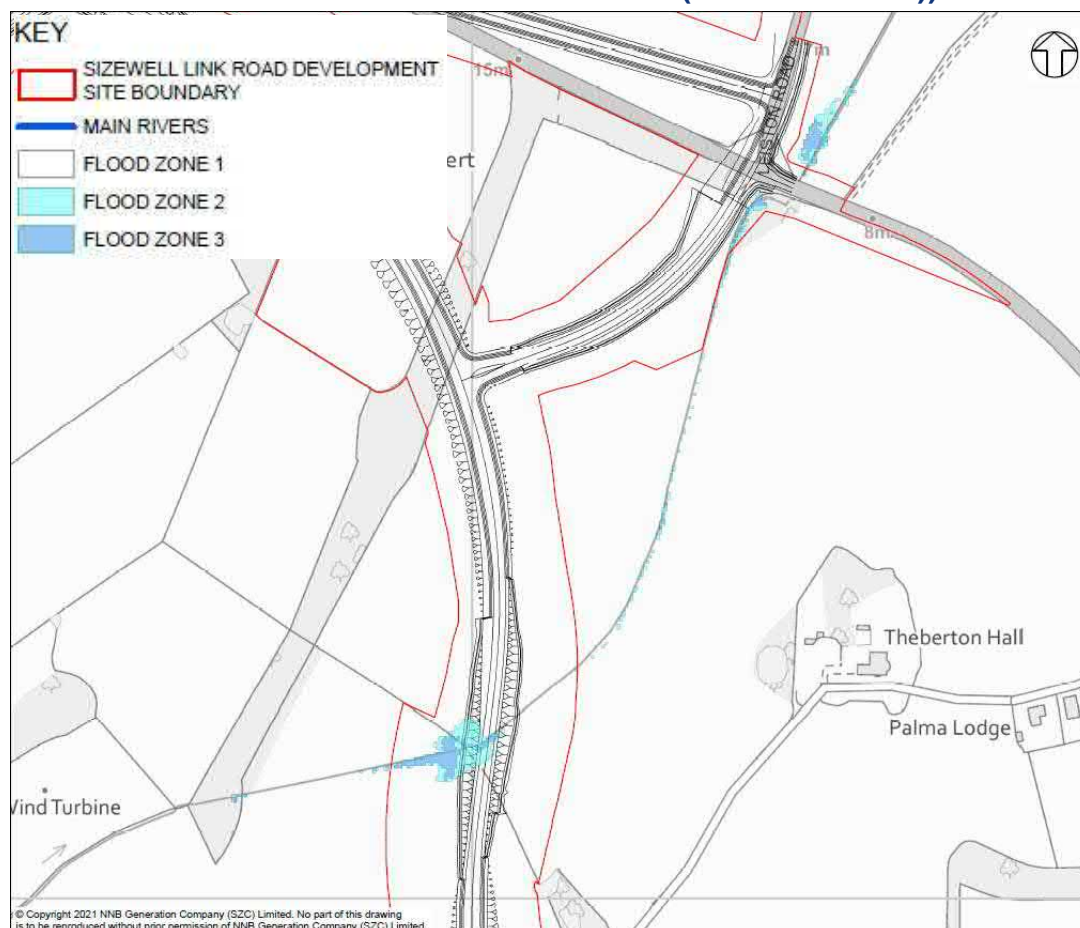 KEY
SIZEWELL LINK ROAD DEVELOPMENT
SITE BOUNDARY
MAIN RIVERS
FLOOD ZONE 1
FLOOD ZONE 2
FLOOD ZONE 3
15m
8m
Theberton Hall
Palma Lodge
Wind Turbine
© Copyright 2021 NNB Generation Company (SZC) Limited. No part of this drawing
is to be reproduced without prior permission of NNB Generation Company (SZC) Limited